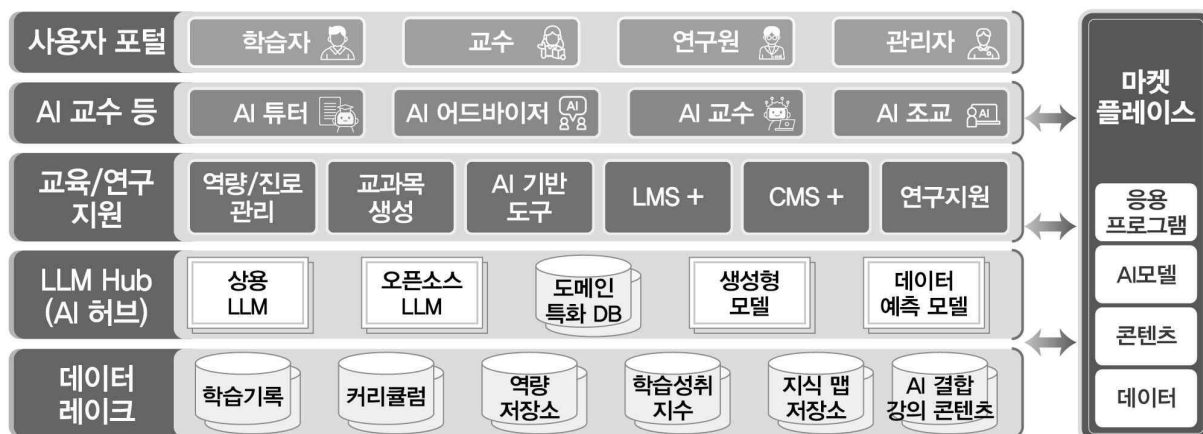 사용자 포털
학습자
교수
연구원
관리자
AI 교수 등
AI 튜터
AI 어드바이저
AI
AI 교수
AI 조교
AI
교육/연구
지원
역량/진로
관리
교과목
생성
AI 기반
도구
LMS +
CMS +
연구지원
LLM Hub
(AI 허브)
상용
LLM
오픈소스
LLM
도메인
특화 DB
생성형
모델
데이터
예측 모델
데이터
레이크
학습기록
커리큘럼
역량
저장소
학습성취
지수
지식 맵
저장소
AI 결합
강의 콘텐츠
마켓
플레이스
응용
프로그램
AI모델
콘텐츠
데이터